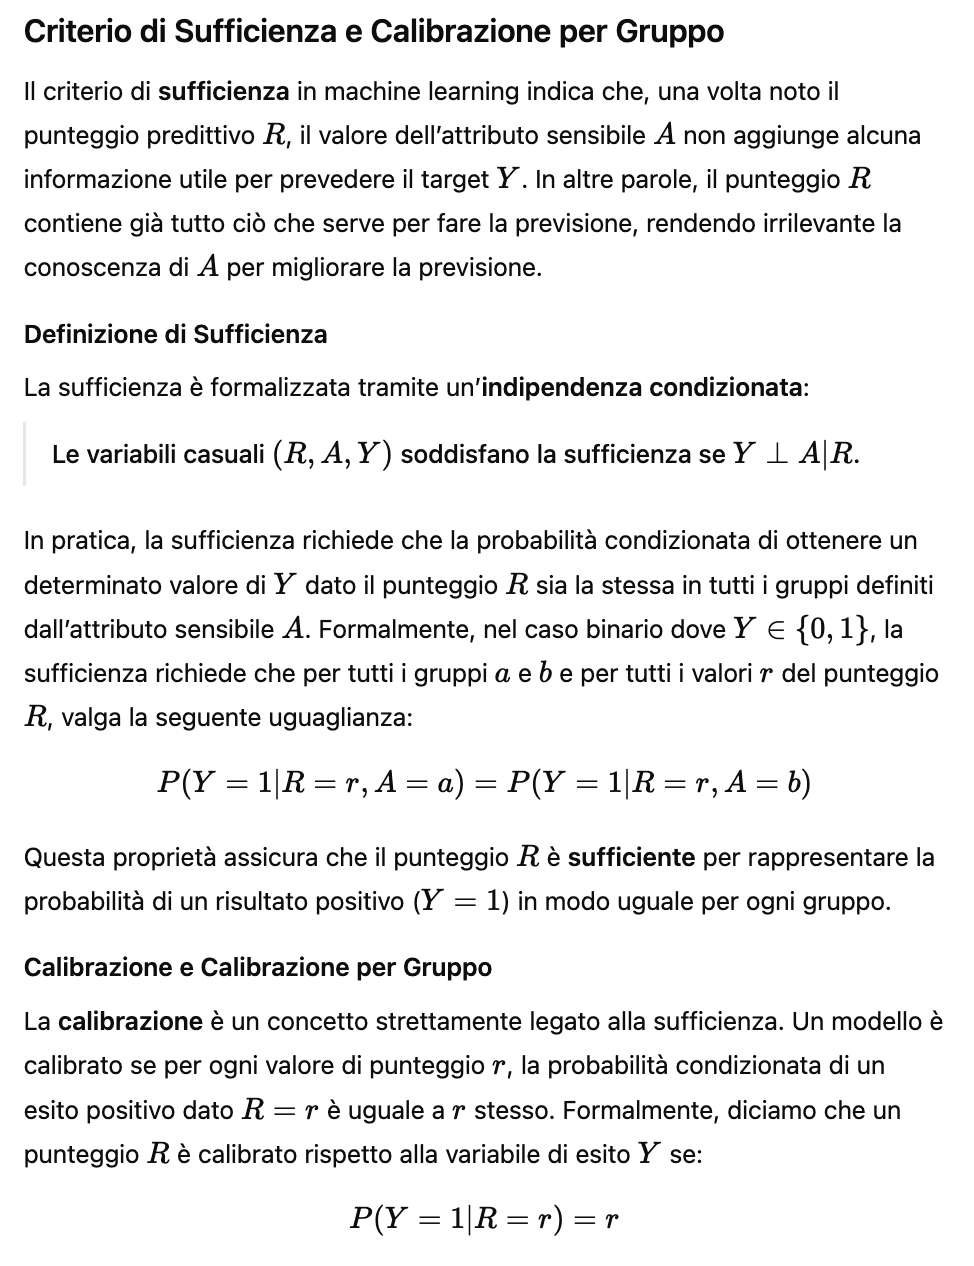 Criterio di Sufficienza e Calibrazione per Gruppo
Il criterio di sufficienza in machine learning indica che, una volta noto il
punteggio predittivo R, il valore dell'attributo sensibile A non aggiunge alcuna
informazione utile per prevedere il target Y. In altre parole, il punteggio R
contiene già tutto ciò che serve per fare la previsione, rendendo irrilevante la
conoscenza di A per migliorare la previsione.
Definizione di Sufficienza
La sufficienza è formalizzata tramite un'indipendenza condizionata:
Le variabili casuali (R, A, Y) soddisfano la sufficienza se Y ⊥ A|R.
In pratica, la sufficienza richiede che la probabilità condizionata di ottenere un
determinato valore di Y dato il punteggio R sia la stessa in tutti i gruppi definiti
dall'attributo sensibile A. Formalmente, nel caso binario dove Y ∈ {0, 1}, la
sufficienza richiede che per tutti i gruppi a e b e per tutti i valori r del punteggio
R, valga la seguente uguaglianza:
P(Y = 1|R = r, A = a) = P(Y = 1|R = r, A = b)
Questa proprietà assicura che il punteggio R è sufficiente per rappresentare la
probabilità di un risultato positivo (Y = 1) in modo uguale per ogni gruppo.
Calibrazione e Calibrazione per Gruppo
La calibrazione è un concetto strettamente legato alla sufficienza. Un modello è
calibrato se per ogni valore di punteggio r, la probabilità condizionata di un
esito positivo dato R = r è uguale a r stesso. Formalmente, diciamo che un
punteggio R è calibrato rispetto alla variabile di esito Y se:
P(Y = 1|R = r) = r